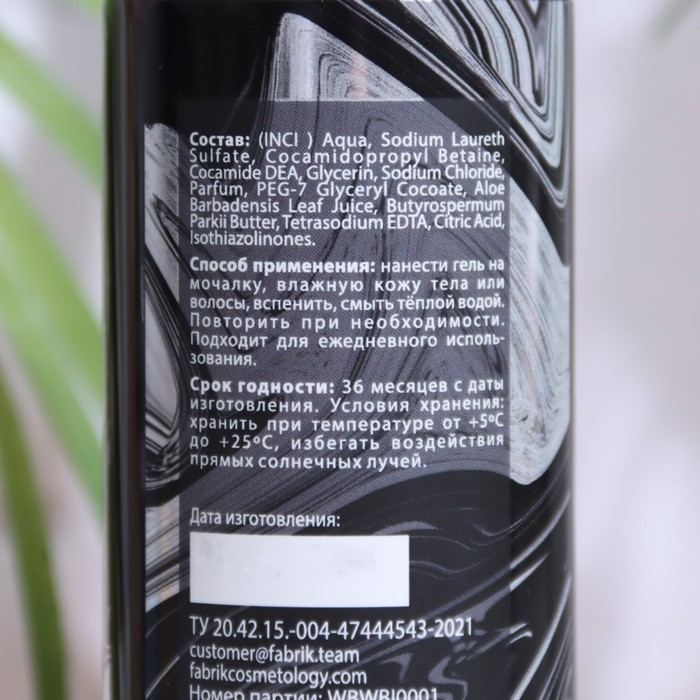 Состав: (INCI ) Aqua, Sodium Laureth
Sulfate, Cocamidopropyl Betaine,
Cocamide DEA, Glycerin, Sodium Chloride,
Parfum, PEG-7 Glyceryl Cocoate, Aloe
Barbadensis Leaf Juice, Butyrospermum
Parkii Butter, Tetrasodium EDTA, Citric Acid,
Isothiazolinones.
Способ применения: нанести гель на
мочалку, влажную кожу тела или
волосы, вспенить, смыть тёплой водой.
Повторить при необходимости.
Подходит для ежедневного исполь-
зования.
Срок годности: 36 месяцев с даты
изготовления. Условия хранения:
хранить при температуре от +5ºC
до +25ºC, избегать воздействия
прямых солнечных лучей.
Дата изготовления:
ТУ 20.42.15.-004-47444543-2021
customer@fabrik.team
fabrikcosmetology.com
Номер партии: WBWBJ0001